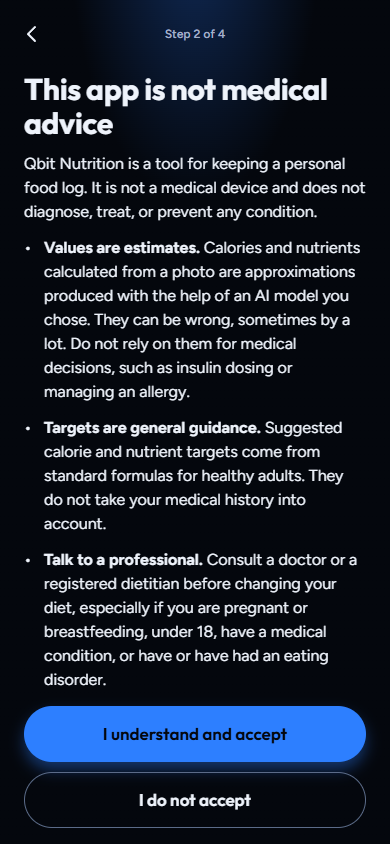 Step 2 of 4
This app is not medical
advice
Qbit Nutrition is a tool for keeping a personal
food log. It is not a medical device and does not
diagnose, treat, or prevent any condition.
• Values are estimates. Calories and nutrients
calculated from a photo are approximations
produced with the help of an AI model you
chose. They can be wrong, sometimes by a
lot. Do not rely on them for medical
decisions, such as insulin dosing or
managing an allergy.
• Targets are general guidance. Suggested
calorie and nutrient targets come from
standard formulas for healthy adults. They
do not take your medical history into
account.
• Talk to a professional. Consult a doctor or a
registered dietitian before changing your
diet, especially if you are pregnant or
breastfeeding, under 18, have a medical
condition, or have or have had an eating
disorder.
I understand and accept
I do not accept